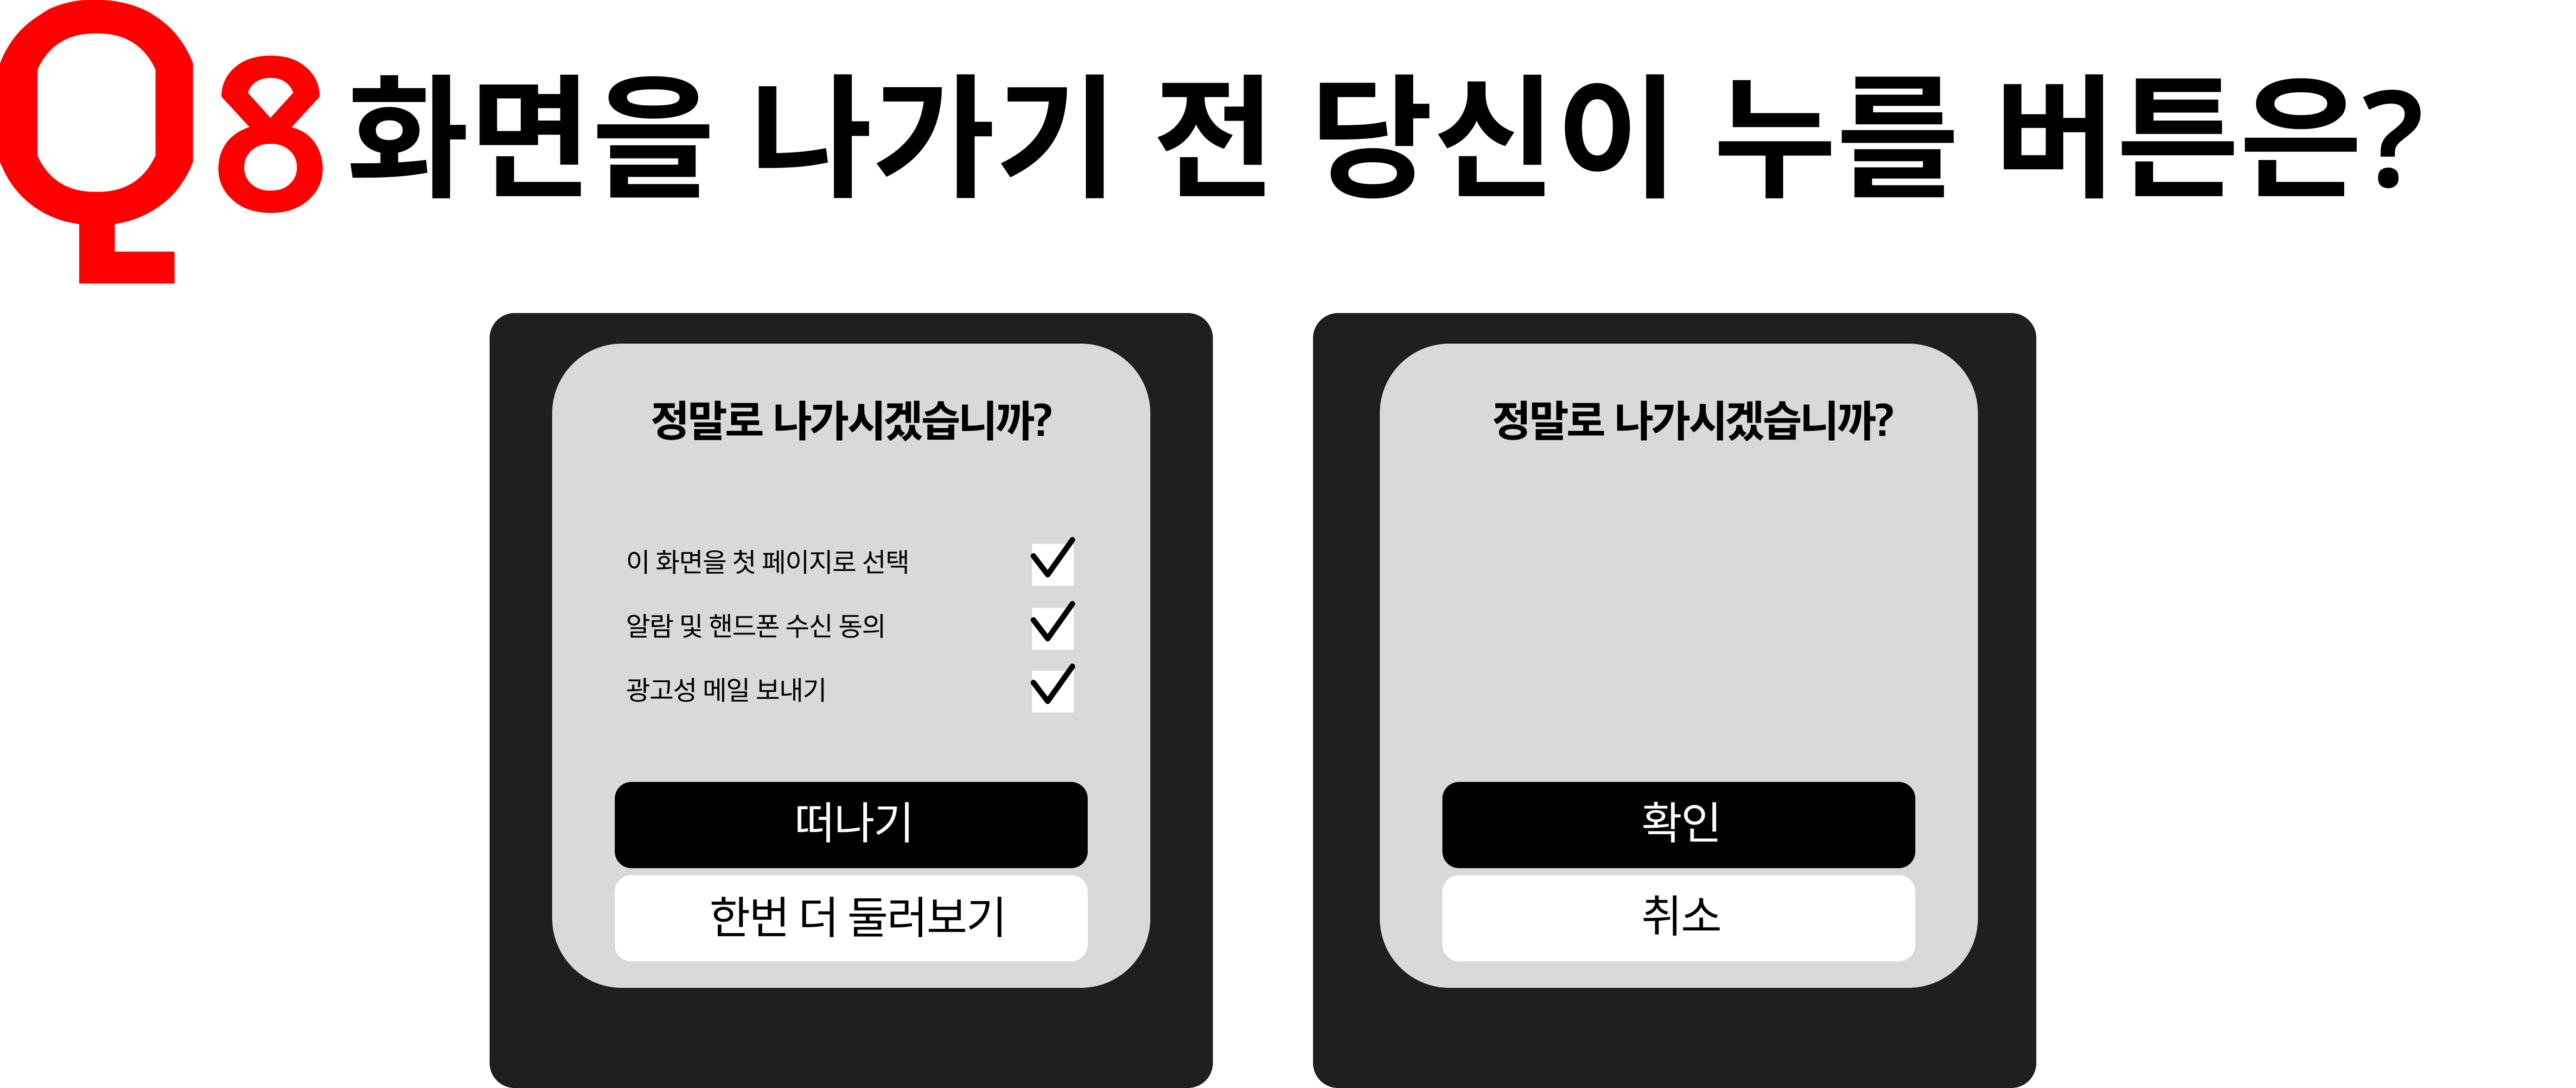 Q8 화면을 나가기 전 당신이 누를 버튼은?
정말로 나가시겠습니까?
이 화면을 첫 페이지로 선택
알람 및 핸드폰 수신 동의
광고성 메일 보내기
떠나기
한번 더 둘러보기
정말로 나가시겠습니까?
확인
취소